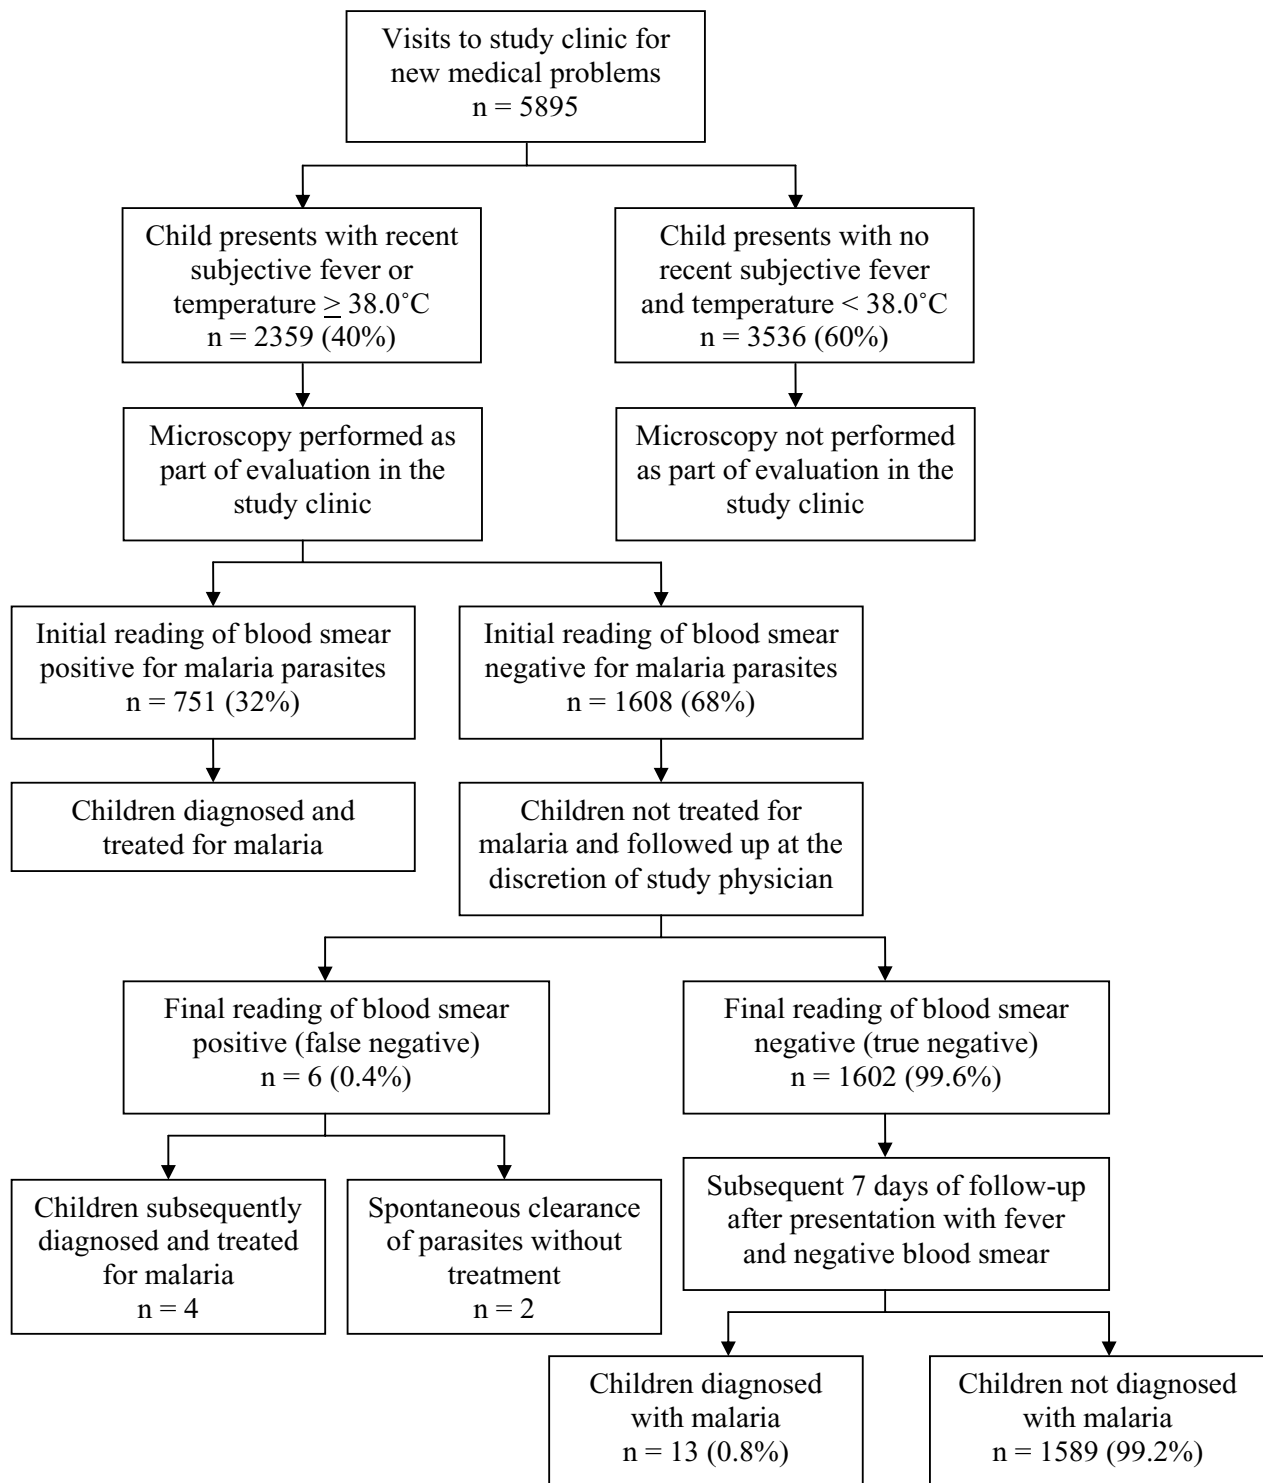 Visits to study clinic for
new medical problems
n = 5895
Child presents with recent
subjective fever or
temperature ≥ 38.0˚C
n = 2359 (40%)
Child presents with no
recent subjective fever
and temperature < 38.0˚C
n = 3536 (60%)
Microscopy performed as
part of evaluation in the
study clinic
Microscopy not performed
as part of evaluation in the
study clinic
Initial reading of blood smear
positive for malaria parasites
n = 751 (32%)
Initial reading of blood smear
negative for malaria parasites
n = 1608 (68%)
Children diagnosed and
treated for malaria
Children not treated for
malaria and followed up at the
discretion of study physician
Final reading of blood smear
positive (false negative)
n = 6 (0.4%)
Final reading of blood smear
negative (true negative)
n = 1602 (99.6%)
Children subsequently
diagnosed and treated
for malaria
n = 4
Spontaneous clearance
of parasites without
treatment
n = 2
Subsequent 7 days of follow-up
after presentation with fever
and negative blood smear
Children diagnosed
with malaria
n = 13 (0.8%)
Children not diagnosed
with malaria
n = 1589 (99.2%)